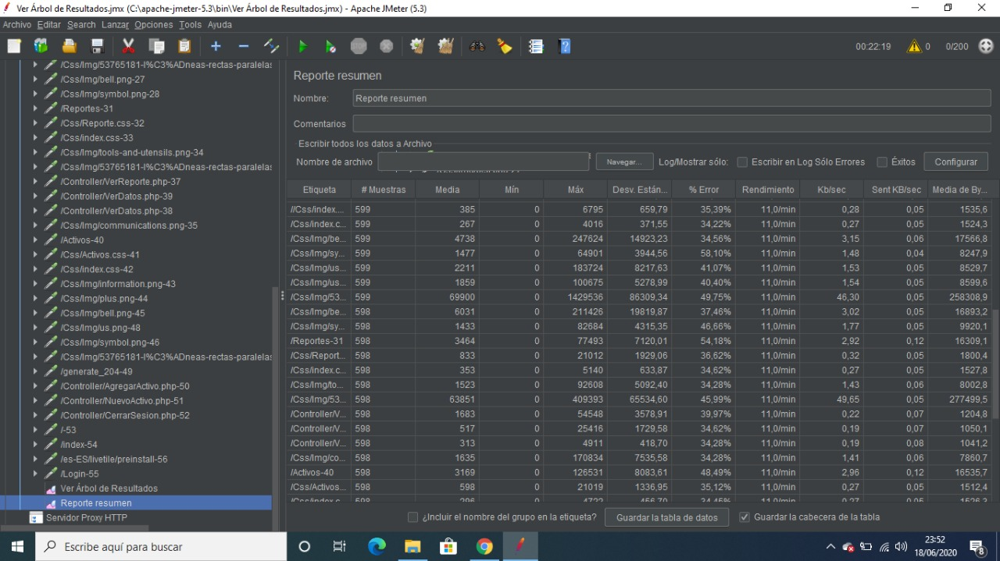 Ver Árbol de Resultados.jmx (C:\apache-jmeter-5.3\bin\Ver Árbol de Resultados.jmx) - Apache JMeter (5.3)
Archivo Editar Search Lanzar Opciones Tools Ayuda
00:22:19 0 0/200
/Css/Img/53765181-l%C3%ADneas-rectas-paralelas
/Css/Img/bell.png-27
/Css/Img/symbol.png-28
/Reportes-31
/Css/Reporte.css-32
/Css/index.css-33
/Css/Img/tools-and-utensils.png-34
/Css/Img/53765181-l%C3%ADneas-rectas-paralelas
/Controller/VerReporte.php-37
/Controller/VerDatos.php-39
/Controller/VerDatos.php-38
/Css/Img/communications.png-35
/Activos-40
/Css/Activos.css-41
/Css/index.css-42
/Css/Img/information.png-43
/Css/Img/plus.png-44
/Css/Img/bell.png-45
/Css/Img/us.png-48
/Css/Img/symbol.png-46
/Css/Img/53765181-l%C3%ADneas-rectas-paralelas
/generate_204-49
/Controller/AgregarActivo.php-50
/Controller/NuevoActivo.php-51
/Controller/CerrarSesion.php-52
/-53
/index-54
/es-ES/livetile/preinstall-56
/Login-55
Ver Árbol de Resultados
Reporte resumen
Servidor Proxy HTTP
Reporte resumen
Nombre: Reporte resumen
Comentarios
Escribir todos los datos a Archivo
Nombre de archivo Navegar... Log/Mostrar sólo: Escribir en Log Sólo Errores Éxitos Configurar
Etiqueta # Muestras Media Mín Máx Desv. Están... % Error Rendimiento Kb/sec Sent KB/sec Media de By...
//Css/index.... 599 385 0 6795 659,79 35,39% 11,0/min 0,28 0,05 1535,6
/Css/index.c... 599 267 0 4016 371,55 34,22% 11,0/min 0,27 0,05 1524,3
/Css/Img/be... 599 4738 0 247624 14923,23 34,56% 11,0/min 3,15 0,06 17566,8
/Css/Img/sy... 599 1477 0 64901 3944,56 58,10% 11,0/min 1,48 0,04 8247,9
/Css/Img/us... 599 2211 0 183724 8217,63 41,07% 11,0/min 1,53 0,05 8529,7
/Css/Img/us... 599 1859 0 100675 5278,99 40,40% 11,0/min 1,54 0,05 8599,6
/Css/Img/53... 599 69900 0 1429536 86309,34 49,75% 11,0/min 46,30 0,05 258308,9
/Css/Img/be... 598 6031 0 211426 19819,87 37,46% 11,0/min 3,02 0,05 16893,2
/Css/Img/sy... 598 1433 0 82684 4315,35 46,66% 11,0/min 1,77 0,05 9920,1
/Reportes-31 598 3464 0 77493 7120,01 54,18% 11,0/min 2,92 0,12 16309,1
/Css/Report... 598 833 0 21012 1929,06 36,62% 11,0/min 0,32 0,05 1800,4
/Css/index.c... 598 353 0 5140 633,87 34,62% 11,0/min 0,27 0,05 1527,8
/Css/Img/to... 598 1523 0 92608 5092,40 34,28% 11,0/min 1,43 0,06 8002,8
/Css/Img/53... 598 63851 0 409393 65534,60 45,99% 11,0/min 49,65 0,05 277499,5
/Controller/V... 598 1683 0 54548 3578,91 39,97% 11,0/min 0,22 0,07 1204,8
/Controller/V... 598 517 0 25416 1729,58 34,62% 11,0/min 0,19 0,07 1050,1
/Controller/V... 598 313 0 4911 418,70 34,28% 11,0/min 0,19 0,08 1041,2
/Css/Img/co... 598 1635 0 170834 7535,58 34,28% 11,0/min 1,41 0,06 7860,7
/Activos-40 598 3169 0 126531 8083,61 48,49% 11,0/min 2,96 0,12 16535,7
/Css/Activos... 598 598 0 21019 1336,95 35,12% 11,0/min 0,27 0,05 1512,4
/Css/index.c... 598 296 0 4722 456,70 34,45% 11,0/min 0,27 0,05 1526,2
¿Incluir el nombre del grupo en la etiqueta? Guardar la tabla de datos Guardar la cabecera de la tabla
Escribe aquí para buscar
23:52
18/06/2020
8